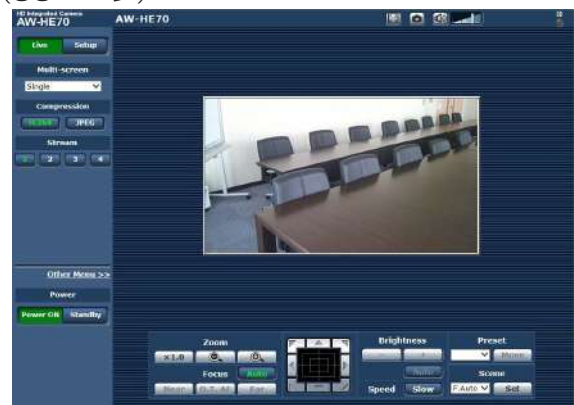 HD Integrated Camera
AW-HE70
AW-HE70
Live Setup
Multi-screen
Single
Compression
H.264 JPEG
Stream
1 2 3 4
Other Menu >>
Power
Power ON Standby
Zoom
×1.0
Focus Auto
Near O.T. AF Far
Brightness
- +
Auto
Speed Slow
Preset
Move
Scene
F.Auto Set